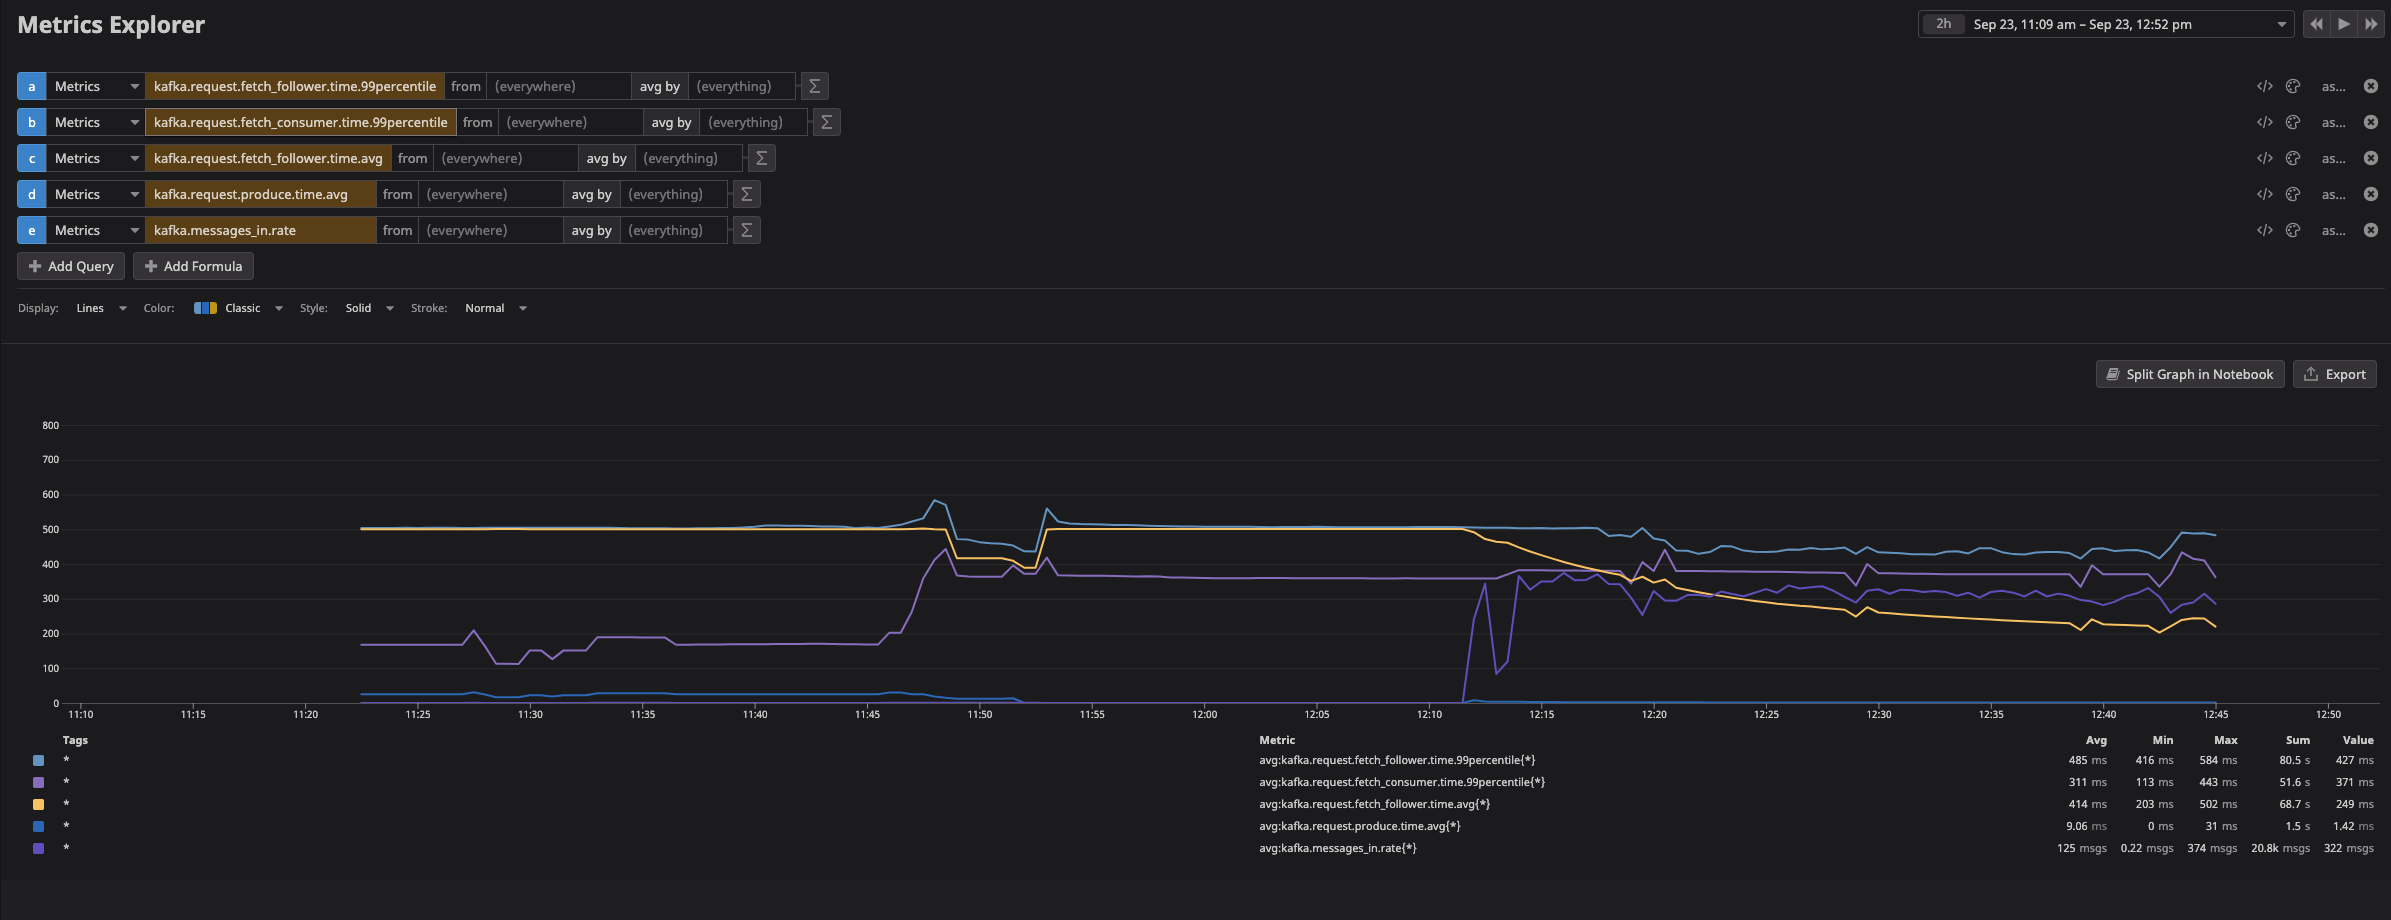 Metrics Explorer
2h Sep 23, 11:09 am – Sep 23, 12:52 pm
a Metrics kafka.request.fetch_follower.time.99percentile from (everywhere) avg by (everything) Σ </> as...
b Metrics kafka.request.fetch_consumer.time.99percentile from (everywhere) avg by (everything) Σ </> as...
c Metrics kafka.request.fetch_follower.time.avg from (everywhere) avg by (everything) Σ </> as...
d Metrics kafka.request.produce.time.avg from (everywhere) avg by (everything) Σ </> as...
e Metrics kafka.messages_in.rate from (everywhere) avg by (everything) Σ </> as...
Add Query Add Formula
Display: Lines Color: Classic Style: Solid Stroke: Normal
Split Graph in Notebook Export
800
700
600
500
400
300
200
100
0
11:10 11:15 11:20 11:25 11:30 11:35 11:40 11:45 11:50 11:55 12:00 12:05 12:10 12:15 12:20 12:25 12:30 12:35 12:40 12:45 12:50
Tags Metric Avg Min Max Sum Value
* avg:kafka.request.fetch_follower.time.99percentile{*} 485 ms 416 ms 584 ms 80.5 s 427 ms
* avg:kafka.request.fetch_consumer.time.99percentile{*} 311 ms 113 ms 443 ms 51.6 s 371 ms
* avg:kafka.request.fetch_follower.time.avg{*} 414 ms 203 ms 502 ms 68.7 s 249 ms
* avg:kafka.request.produce.time.avg{*} 9.06 ms 0 ms 31 ms 1.5 s 1.42 ms
* avg:kafka.messages_in.rate{*} 125 msgs 0.22 msgs 374 msgs 20.8k msgs 322 msgs